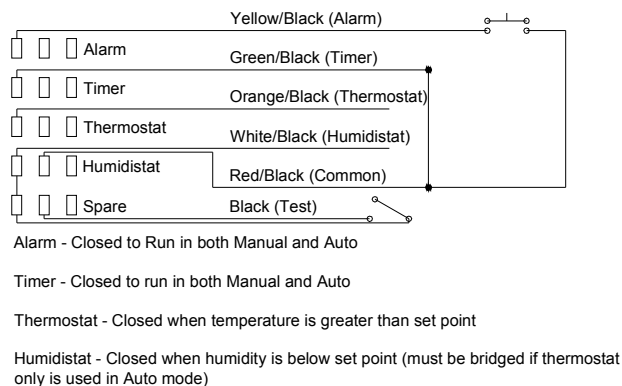 Yellow/Black (Alarm)
Alarm
Green/Black (Timer)
Timer
Orange/Black (Thermostat)
Thermostat
White/Black (Humidistat)
Humidistat
Red/Black (Common)
Spare
Black (Test)
Alarm - Closed to Run in both Manual and Auto
Timer - Closed to run in both Manual and Auto
Thermostat - Closed when temperature is greater than set point
Humidistat - Closed when humidity is below set point (must be bridged if thermostat
only is used in Auto mode)